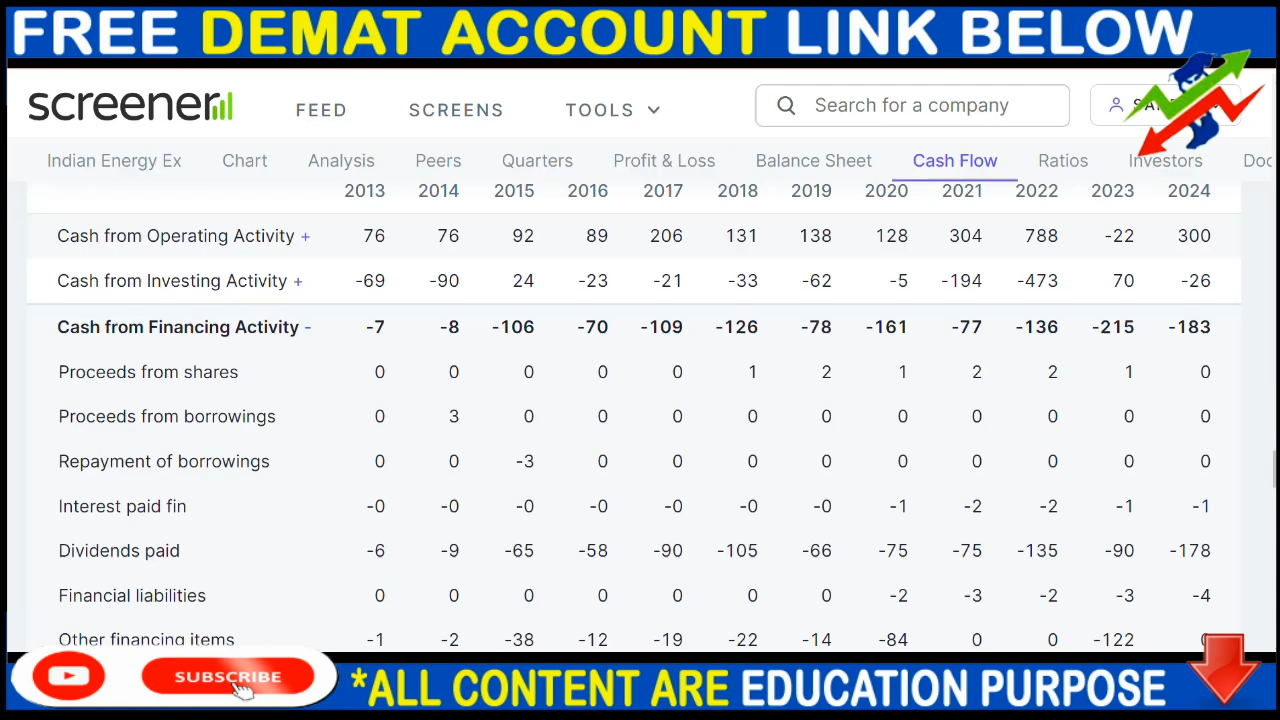 FREE DEMAT ACCOUNT LINK BELOW
screener
FEED SCREENS TOOLS
Search for a company
Indian Energy Ex Chart Analysis Peers Quarters Profit & Loss Balance Sheet Cash Flow Ratios Investors Doc
2013 2014 2015 2016 2017 2018 2019 2020 2021 2022 2023 2024
Cash from Operating Activity + 76 76 92 89 206 131 138 128 304 788 -22 300
Cash from Investing Activity + -69 -90 24 -23 -21 -33 -62 -5 -194 -473 70 -26
Cash from Financing Activity - -7 -8 -106 -70 -109 -126 -78 -161 -77 -136 -215 -183
Proceeds from shares 0 0 0 0 0 1 2 1 2 2 1 0
Proceeds from borrowings 0 3 0 0 0 0 0 0 0 0 0 0
Repayment of borrowings 0 0 -3 0 0 0 0 0 0 0 0 0
Interest paid fin -0 -0 -0 -0 -0 -0 -0 -1 -2 -2 -1 -1
Dividends paid -6 -9 -65 -58 -90 -105 -66 -75 -75 -135 -90 -178
Financial liabilities 0 0 0 0 0 0 0 -2 -3 -2 -3 -4
Other financing items -1 -2 -38 -12 -19 -22 -14 -84 0 0 -122 0
SUBSCRIBE
*ALL CONTENT ARE EDUCATION PURPOSE